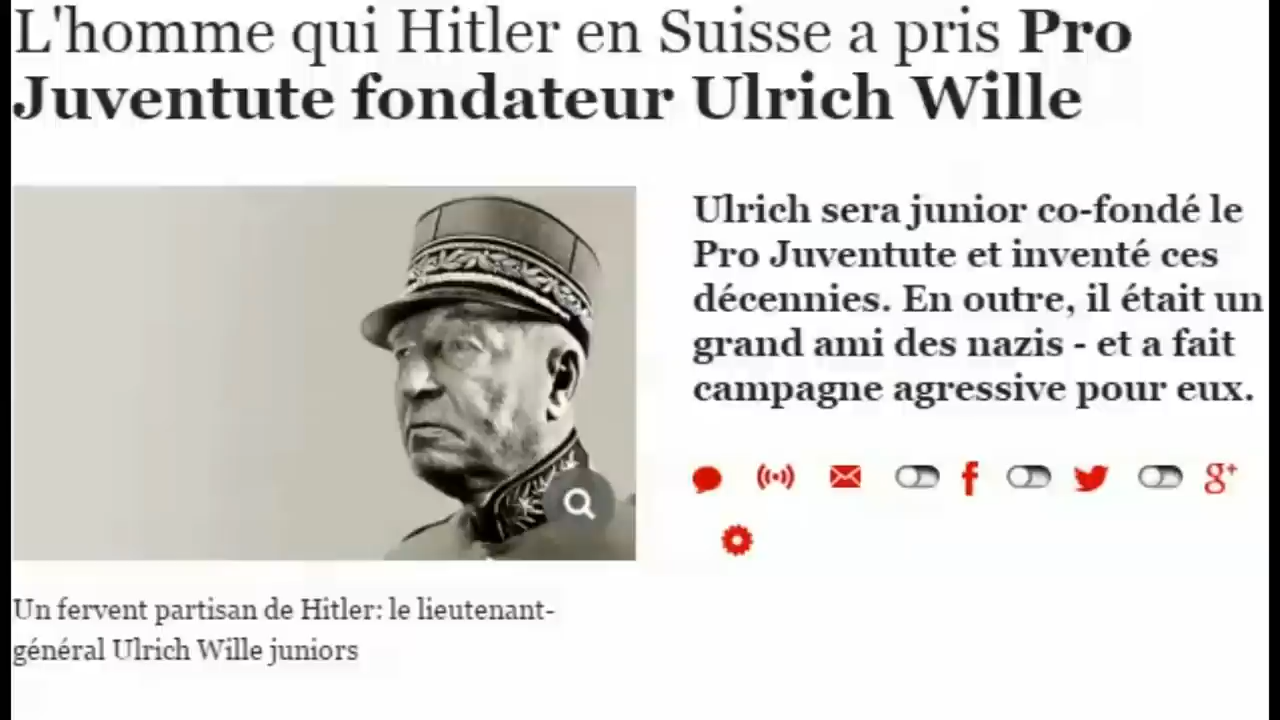 L'homme qui Hitler en Suisse a pris Pro
Juventute fondateur Ulrich Wille
Ulrich sera junior co-fondé le
Pro Juventute et inventé ces
décennies. En outre, il était un
grand ami des nazis - et a fait
campagne agressive pour eux.
g+
Un fervent partisan de Hitler: le lieutenant-
général Ulrich Wille juniors